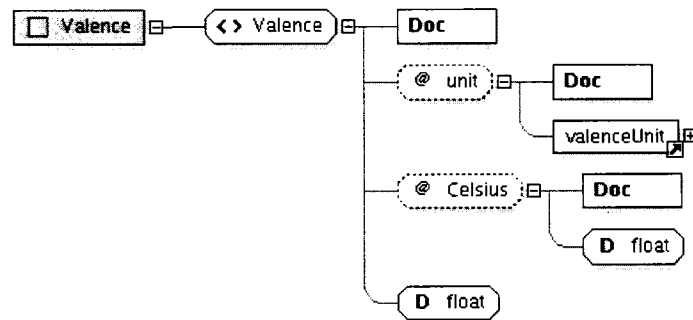 Valence
<> Valence
Doc
@ unit
Doc
valenceUnit
@ Celsius
Doc
D float
D float